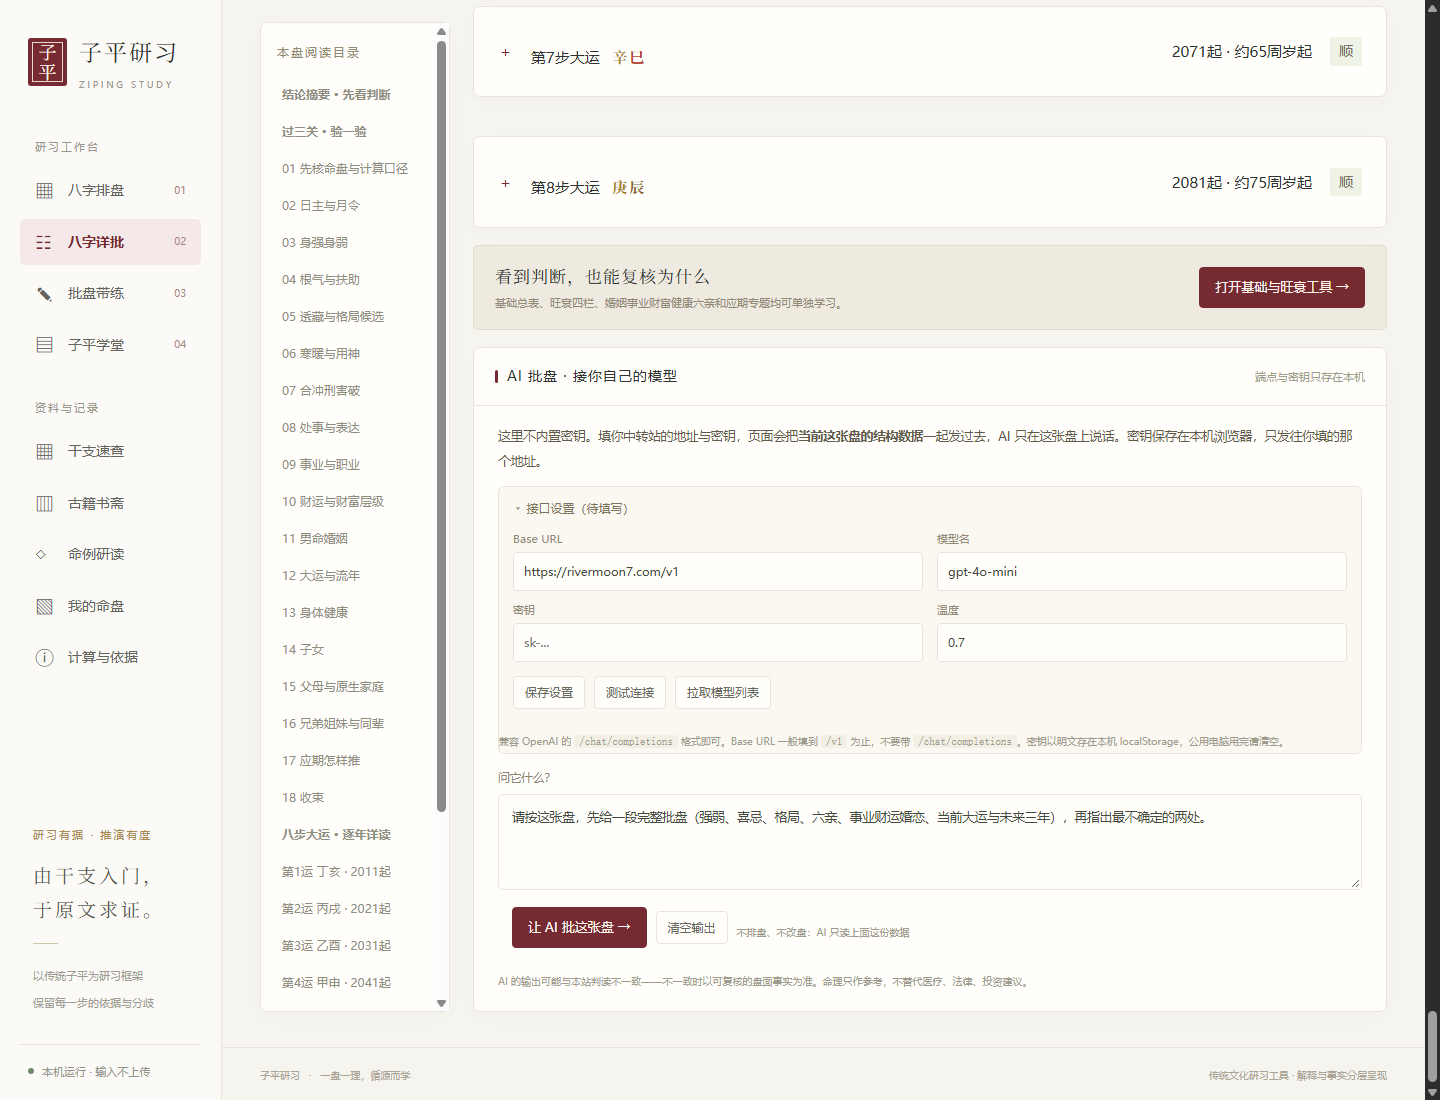 子平
子平研习
ZIPING STUDY
研习工作台
八字排盘 01
八字详批 02
批盘带练 03
子平学堂 04
资料与记录
干支速查
古籍书斋
命例研读
我的命盘
计算与依据
研习有据 · 推演有度
由干支入门，
于原文求证。
以传统子平为研习框架
保留每一步的依据与分歧
本机运行 · 输入不上传
本盘阅读目录
结论摘要 • 先看判断
过三关 • 验一验
01 先核命盘与计算口径
02 日主与月令
03 身强身弱
04 根气与扶助
05 透藏与格局候选
06 寒暖与用神
07 合冲刑害破
08 处事与表达
09 事业与职业
10 财运与财富层级
11 男命婚姻
12 大运与流年
13 身体健康
14 子女
15 父母与原生家庭
16 兄弟姐妹与同辈
17 应期怎样推
18 收束
八步大运 • 逐年详读
第1运 丁亥 · 2011起
第2运 丙戌 · 2021起
第3运 乙酉 · 2031起
第4运 甲申 · 2041起
+ 第7步大运 辛巳 2071起 · 约65周岁起 顺
+ 第8步大运 庚辰 2081起 · 约75周岁起 顺
看到判断，也能复核为什么
基础总表、旺衰四栏、婚姻事业财富健康六亲和应期专题均可单独学习。
打开基础与旺衰工具 →
AI 批盘 · 接你自己的模型
端点与密钥只存在本机
这里不内置密钥。填你中转站的地址与密钥，页面会把当前这张盘的结构数据一起发过去，AI 只在这张盘上说话。密钥保存在本机浏览器，只发往你填的那
个地址。
接口设置（待填写）
Base URL
https://rivermoon7.com/v1
模型名
gpt-4o-mini
密钥
sk-...
温度
0.7
保存设置 测试连接 拉取模型列表
兼容 OpenAI 的 /chat/completions 格式即可。Base URL 一般填到 /v1 为止，不要带 /chat/completions 。密钥以明文存在本机 localStorage，公用电脑用完请清空。
问它什么？
请按这张盘，先给一段完整批盘（强弱、喜忌、格局、六亲、事业财运婚恋、当前大运与未来三年），再指出最不确定的两处。
让 AI 批这张盘 → 清空输出 不排盘、不改盘：AI 只读上面这份数据
AI 的输出可能与本站判读不一致——不一致时以可复核的盘面事实为准。命理只作参考，不替代医疗、法律、投资建议。
子平研习 · 一盘一理，循源而学
传统文化研习工具 · 解释与事实分层呈现